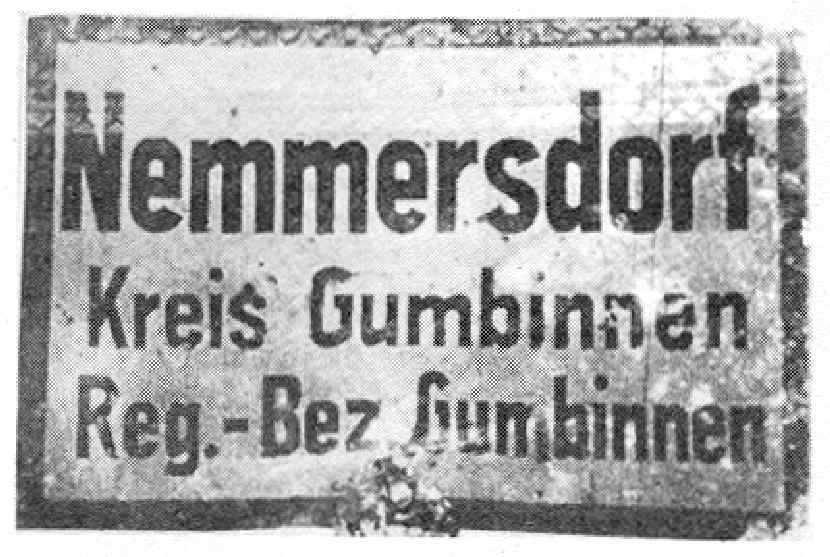 Nemmersdorf
Kreis Gumbinnen
Reg.-Bez Gumbinnen